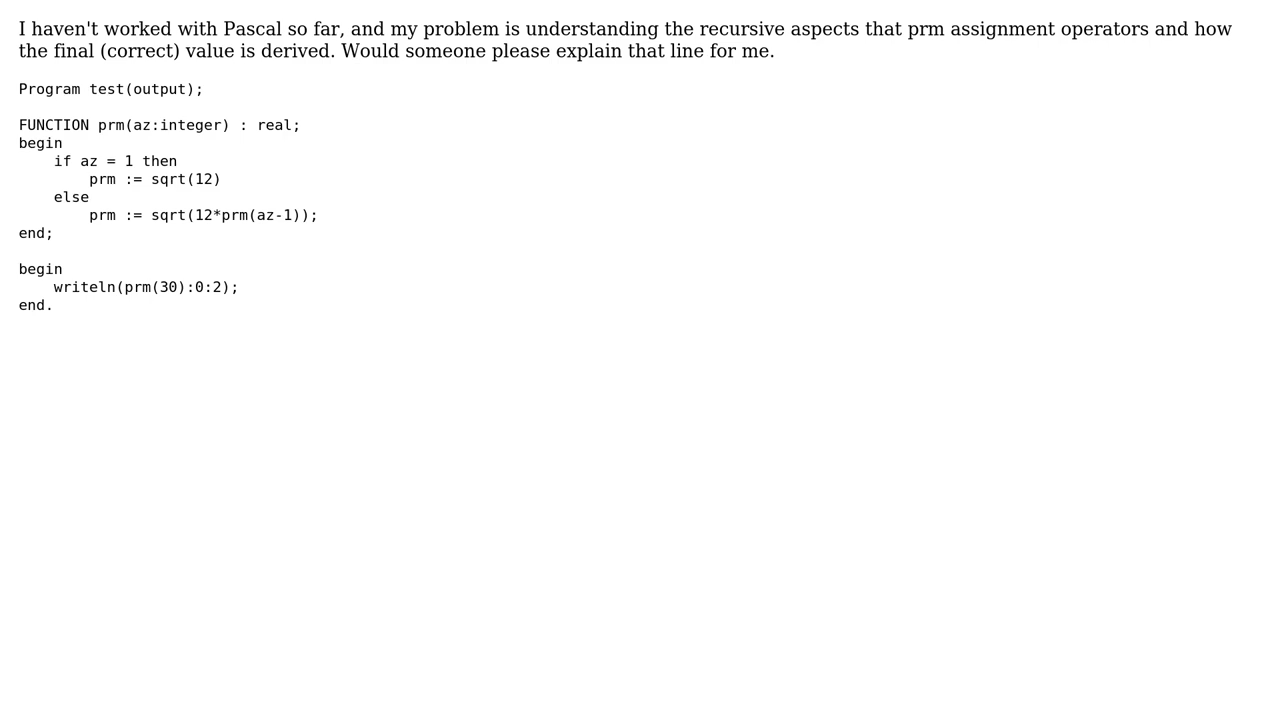 I haven't worked with Pascal so far, and my problem is understanding the recursive aspects that prm assignment operators and how
the final (correct) value is derived. Would someone please explain that line for me.
Program test(output);
FUNCTION prm(az:integer) : real;
begin
    if az = 1 then
        prm := sqrt(12)
    else
        prm := sqrt(12*prm(az-1));
end;
begin
    writeln(prm(30):0:2);
end.